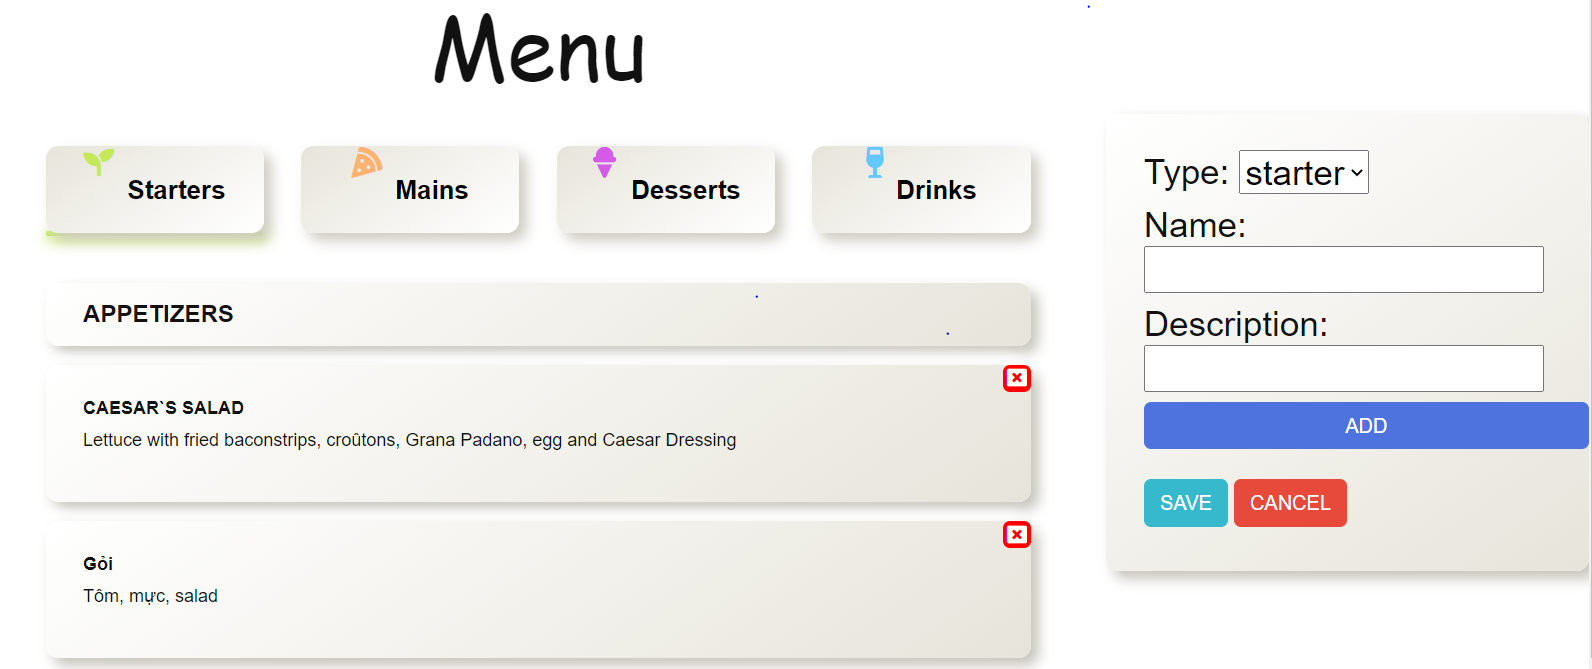 Menu
Starters
Mains
Desserts
Drinks
APPETIZERS
CAESAR`S SALAD
Lettuce with fried baconstrips, croûtons, Grana Padano, egg and Caesar Dressing
Gỏi
Tôm, mực, salad
Type: starter
Name:
Description:
ADD
SAVE CANCEL